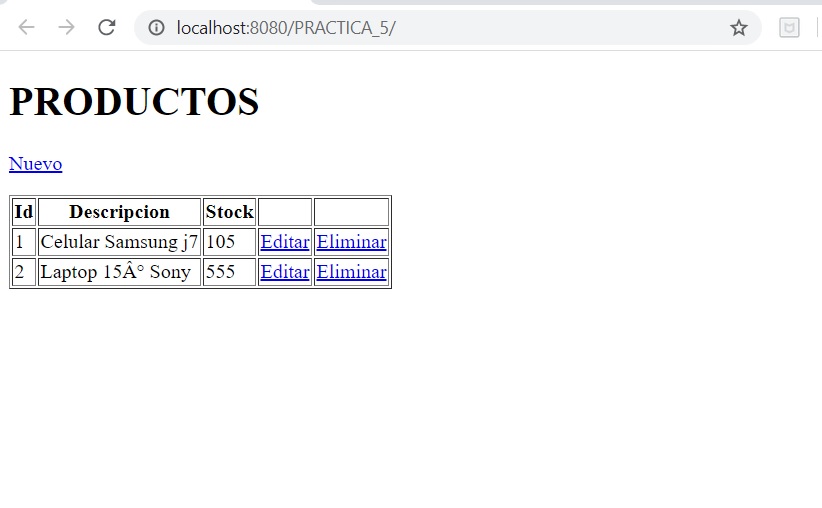 localhost:8080/PRACTICA_5/
PRODUCTOS
Nuevo
Id Descripcion Stock
1 Celular Samsung j7 105 Editar Eliminar
2 Laptop 15Â° Sony 555 Editar Eliminar